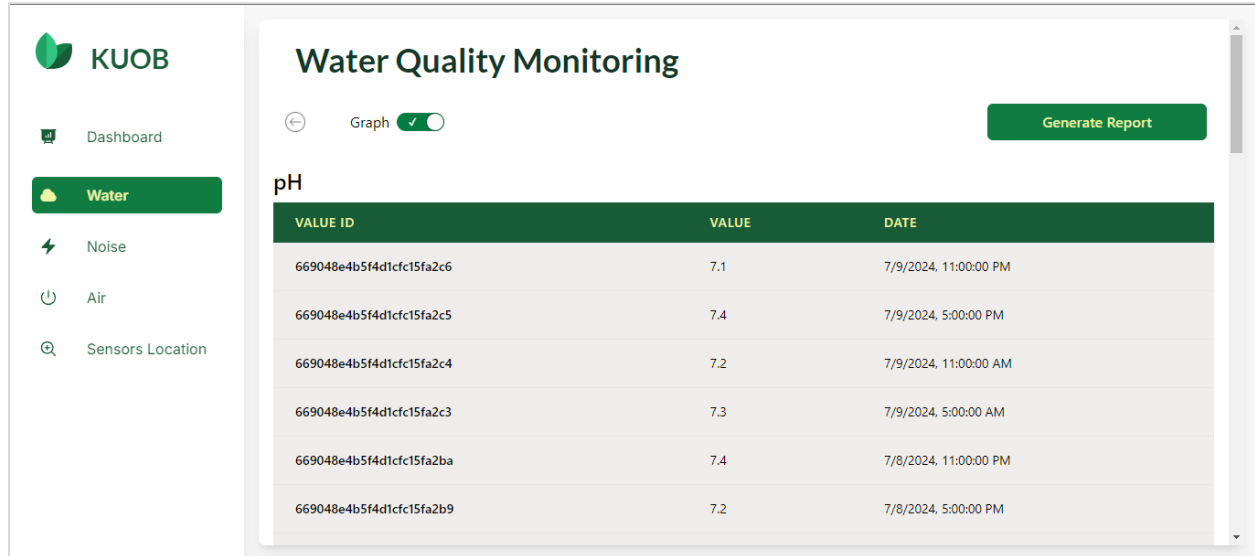 KUOB
Dashboard
Water
Noise
Air
Sensors Location
Water Quality Monitoring
Graph
Generate Report
pH
VALUE ID VALUE DATE
669048e4b5f4d1cfc15fa2c6 7.1 7/9/2024, 11:00:00 PM
669048e4b5f4d1cfc15fa2c5 7.4 7/9/2024, 5:00:00 PM
669048e4b5f4d1cfc15fa2c4 7.2 7/9/2024, 11:00:00 AM
669048e4b5f4d1cfc15fa2c3 7.3 7/9/2024, 5:00:00 AM
669048e4b5f4d1cfc15fa2ba 7.4 7/8/2024, 11:00:00 PM
669048e4b5f4d1cfc15fa2b9 7.2 7/8/2024, 5:00:00 PM